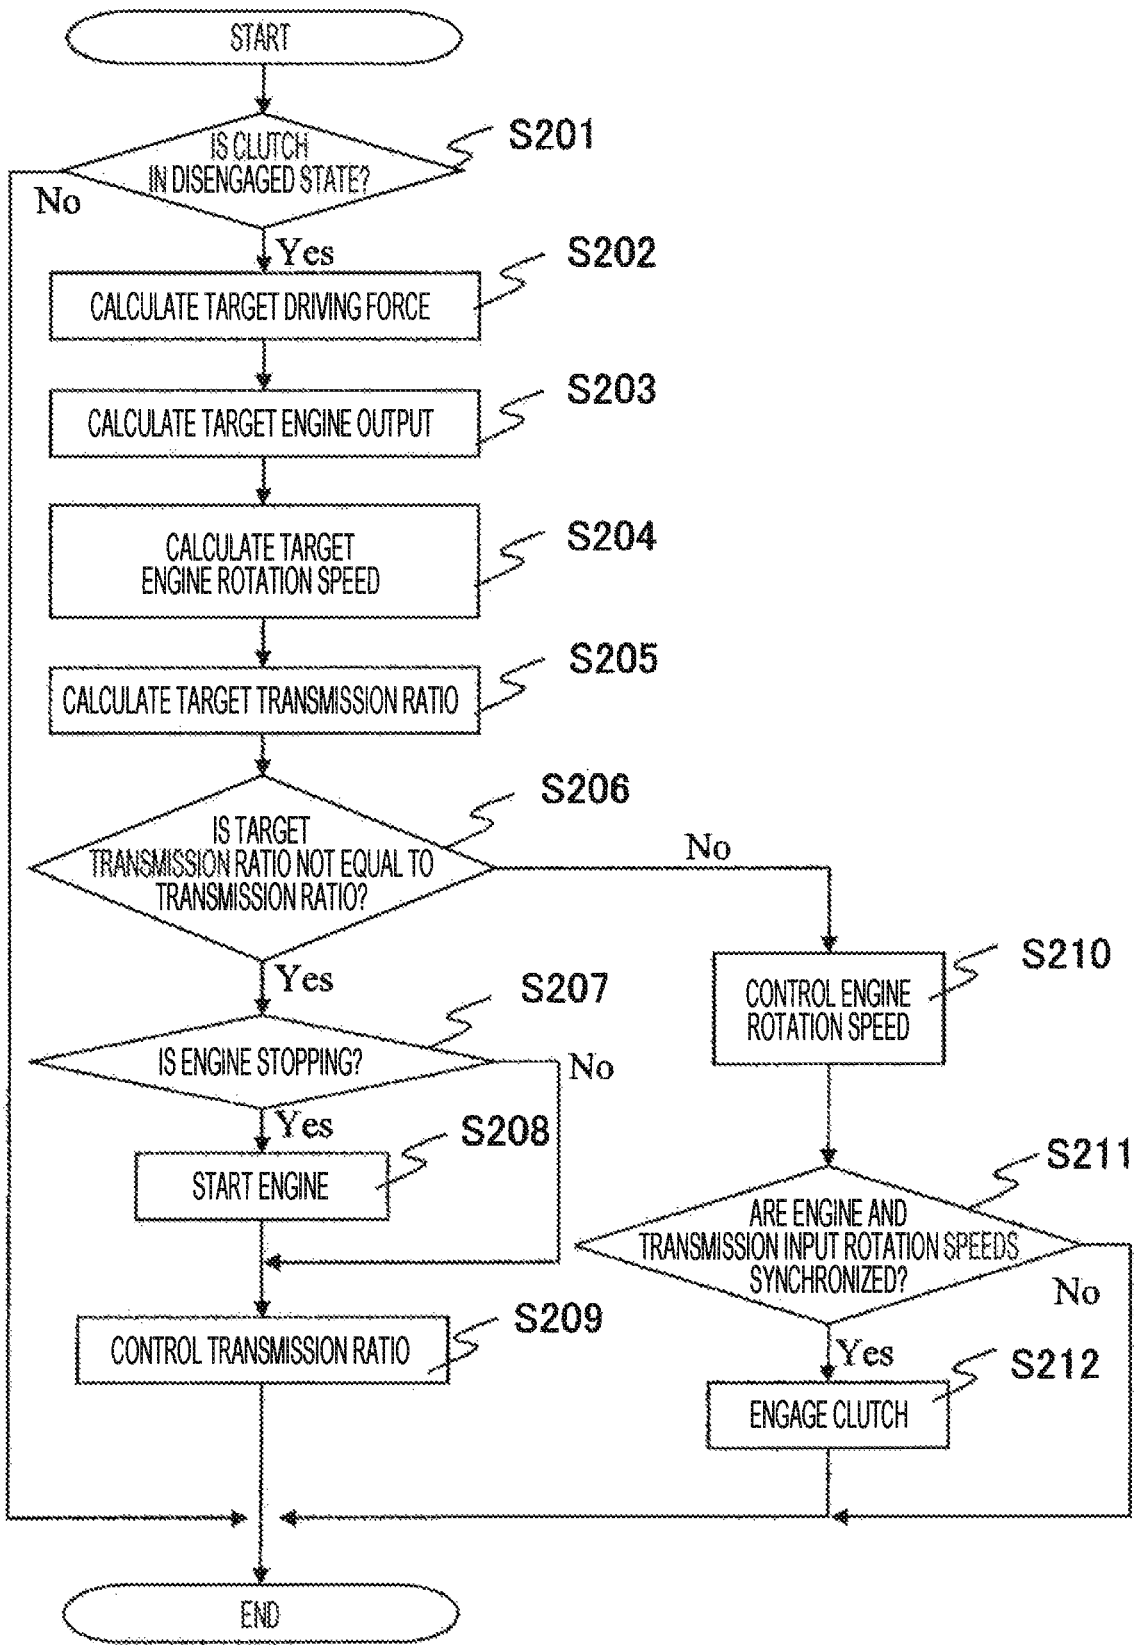 START
IS CLUTCH
IN DISENGAGED STATE?
S201
No
Yes
S202
CALCULATE TARGET DRIVING FORCE
S203
CALCULATE TARGET ENGINE OUTPUT
S204
CALCULATE TARGET
ENGINE ROTATION SPEED
S205
CALCULATE TARGET TRANSMISSION RATIO
S206
IS TARGET
TRANSMISSION RATIO NOT EQUAL TO
TRANSMISSION RATIO?
No
Yes
S207
IS ENGINE STOPPING?
No
Yes
S208
START ENGINE
S209
CONTROL TRANSMISSION RATIO
S210
CONTROL ENGINE
ROTATION SPEED
S211
ARE ENGINE AND
TRANSMISSION INPUT ROTATION SPEEDS
SYNCHRONIZED?
No
Yes
S212
ENGAGE CLUTCH
END